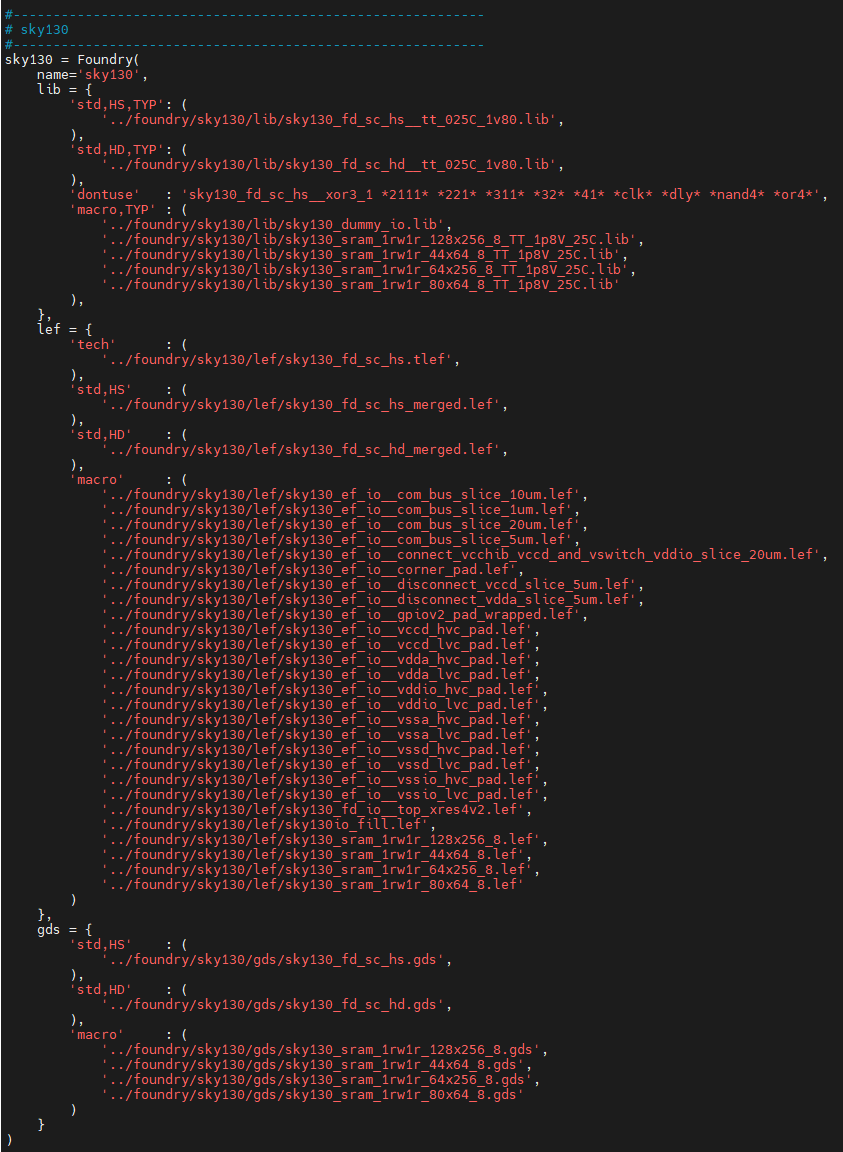 #-----------------------------------------------------------
# sky130
#-----------------------------------------------------------
sky130 = Foundry(
    name='sky130',
    lib = {
        'std,HS,TYP': (
            '../foundry/sky130/lib/sky130_fd_sc_hs__tt_025C_1v80.lib',
        ),
        'std,HD,TYP': (
            '../foundry/sky130/lib/sky130_fd_sc_hd__tt_025C_1v80.lib',
        ),
        'dontuse'   : 'sky130_fd_sc_hs__xor3_1 *2111* *221* *311* *32* *41* *clk* *dly* *nand4* *or4*',
        'macro,TYP' : (
            '../foundry/sky130/lib/sky130_dummy_io.lib',
            '../foundry/sky130/lib/sky130_sram_1rw1r_128x256_8_TT_1p8V_25C.lib',
            '../foundry/sky130/lib/sky130_sram_1rw1r_44x64_8_TT_1p8V_25C.lib',
            '../foundry/sky130/lib/sky130_sram_1rw1r_64x256_8_TT_1p8V_25C.lib',
            '../foundry/sky130/lib/sky130_sram_1rw1r_80x64_8_TT_1p8V_25C.lib'
        ),
    },
    lef = {
        'tech'      : (
            '../foundry/sky130/lef/sky130_fd_sc_hs.tlef',
        ),
        'std,HS'    : (
            '../foundry/sky130/lef/sky130_fd_sc_hs_merged.lef',
        ),
        'std,HD'    : (
            '../foundry/sky130/lef/sky130_fd_sc_hd_merged.lef',
        ),
        'macro'     : (
            '../foundry/sky130/lef/sky130_ef_io__com_bus_slice_10um.lef',
            '../foundry/sky130/lef/sky130_ef_io__com_bus_slice_1um.lef',
            '../foundry/sky130/lef/sky130_ef_io__com_bus_slice_20um.lef',
            '../foundry/sky130/lef/sky130_ef_io__com_bus_slice_5um.lef',
            '../foundry/sky130/lef/sky130_ef_io__connect_vcchib_vccd_and_vswitch_vddio_slice_20um.lef',
            '../foundry/sky130/lef/sky130_ef_io__corner_pad.lef',
            '../foundry/sky130/lef/sky130_ef_io__disconnect_vccd_slice_5um.lef',
            '../foundry/sky130/lef/sky130_ef_io__disconnect_vdda_slice_5um.lef',
            '../foundry/sky130/lef/sky130_ef_io__gpiov2_pad_wrapped.lef',
            '../foundry/sky130/lef/sky130_ef_io__vccd_hvc_pad.lef',
            '../foundry/sky130/lef/sky130_ef_io__vccd_lvc_pad.lef',
            '../foundry/sky130/lef/sky130_ef_io__vdda_hvc_pad.lef',
            '../foundry/sky130/lef/sky130_ef_io__vdda_lvc_pad.lef',
            '../foundry/sky130/lef/sky130_ef_io__vddio_hvc_pad.lef',
            '../foundry/sky130/lef/sky130_ef_io__vddio_lvc_pad.lef',
            '../foundry/sky130/lef/sky130_ef_io__vssa_hvc_pad.lef',
            '../foundry/sky130/lef/sky130_ef_io__vssa_lvc_pad.lef',
            '../foundry/sky130/lef/sky130_ef_io__vssd_hvc_pad.lef',
            '../foundry/sky130/lef/sky130_ef_io__vssd_lvc_pad.lef',
            '../foundry/sky130/lef/sky130_ef_io__vssio_hvc_pad.lef',
            '../foundry/sky130/lef/sky130_ef_io__vssio_lvc_pad.lef',
            '../foundry/sky130/lef/sky130_fd_io__top_xres4v2.lef',
            '../foundry/sky130/lef/sky130io_fill.lef',
            '../foundry/sky130/lef/sky130_sram_1rw1r_128x256_8.lef',
            '../foundry/sky130/lef/sky130_sram_1rw1r_44x64_8.lef',
            '../foundry/sky130/lef/sky130_sram_1rw1r_64x256_8.lef',
            '../foundry/sky130/lef/sky130_sram_1rw1r_80x64_8.lef'
        )
    },
    gds = {
        'std,HS'    : (
            '../foundry/sky130/gds/sky130_fd_sc_hs.gds',
        ),
        'std,HD'    : (
            '../foundry/sky130/gds/sky130_fd_sc_hd.gds',
        ),
        'macro'     : (
            '../foundry/sky130/gds/sky130_sram_1rw1r_128x256_8.gds',
            '../foundry/sky130/gds/sky130_sram_1rw1r_44x64_8.gds',
            '../foundry/sky130/gds/sky130_sram_1rw1r_64x256_8.gds',
            '../foundry/sky130/gds/sky130_sram_1rw1r_80x64_8.gds'
        )
    }
)